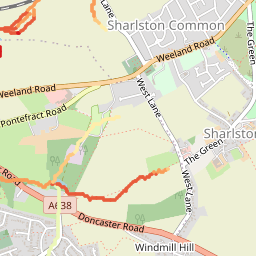 Lane
Sharlston Common
Weeland Road
The Green
Weeland Road
West Lane
Pontefract Road
Sharlston
The Green
Road
West Lane
A638
Doncaster Road
Windmill Hill